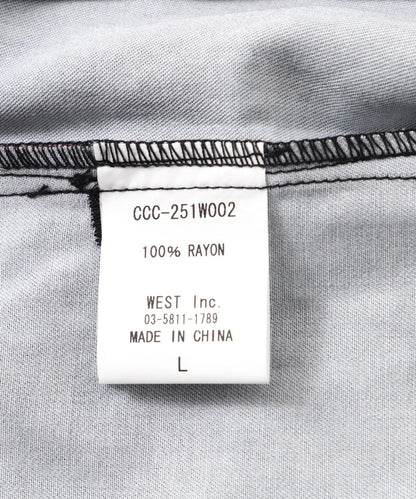 CCC-251W002
100% RAYON
WEST Inc.
03-5811-1789
MADE IN CHINA
L